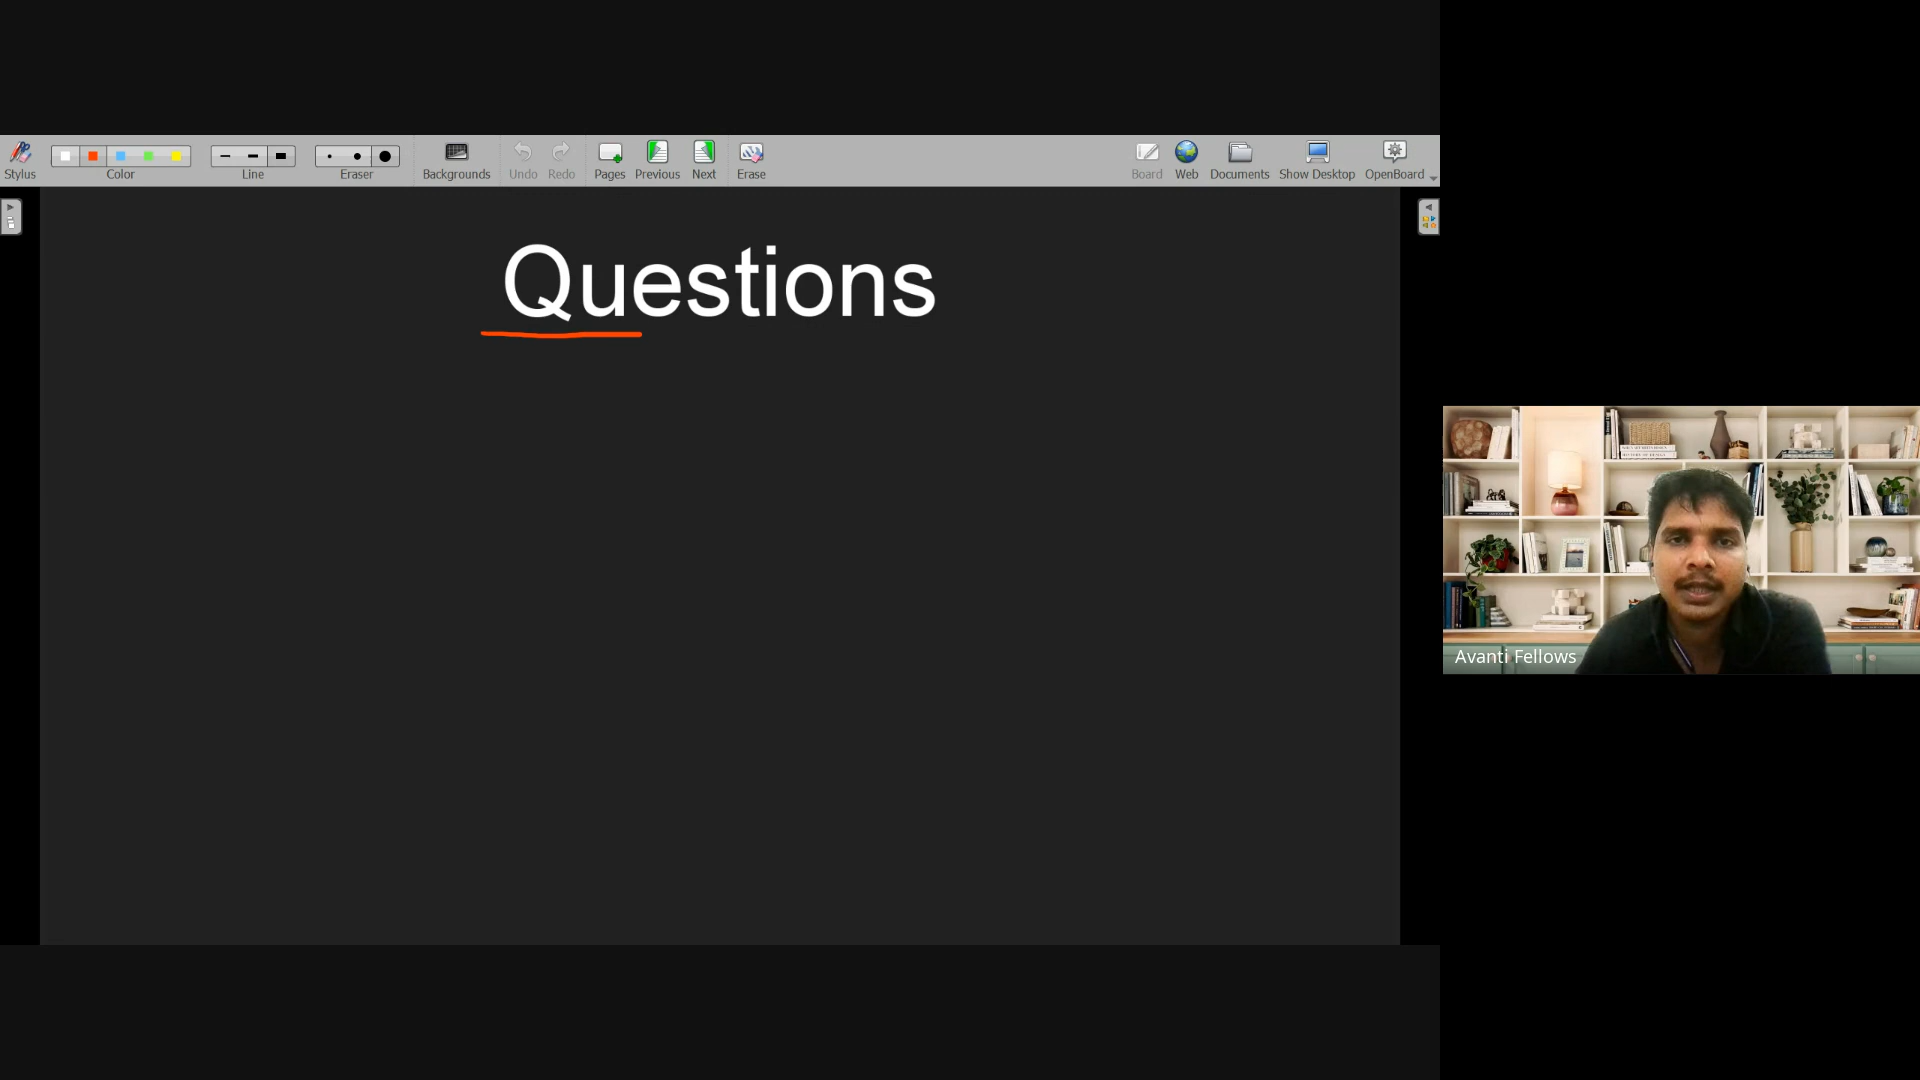 Stylus
Color
Line
Eraser
Backgrounds
Undo
Redo
Pages
Previous
Next
Erase
Board
Web
Documents
Show Desktop
OpenBoard
Questions
Avanti Fellows